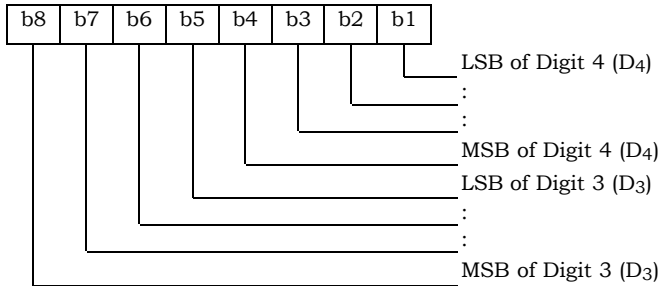 b8 b7 b6 b5 b4 b3 b2 b1
LSB of Digit 4 (D4)
:
:
MSB of Digit 4 (D4)
LSB of Digit 3 (D3)
:
:
MSB of Digit 3 (D3)